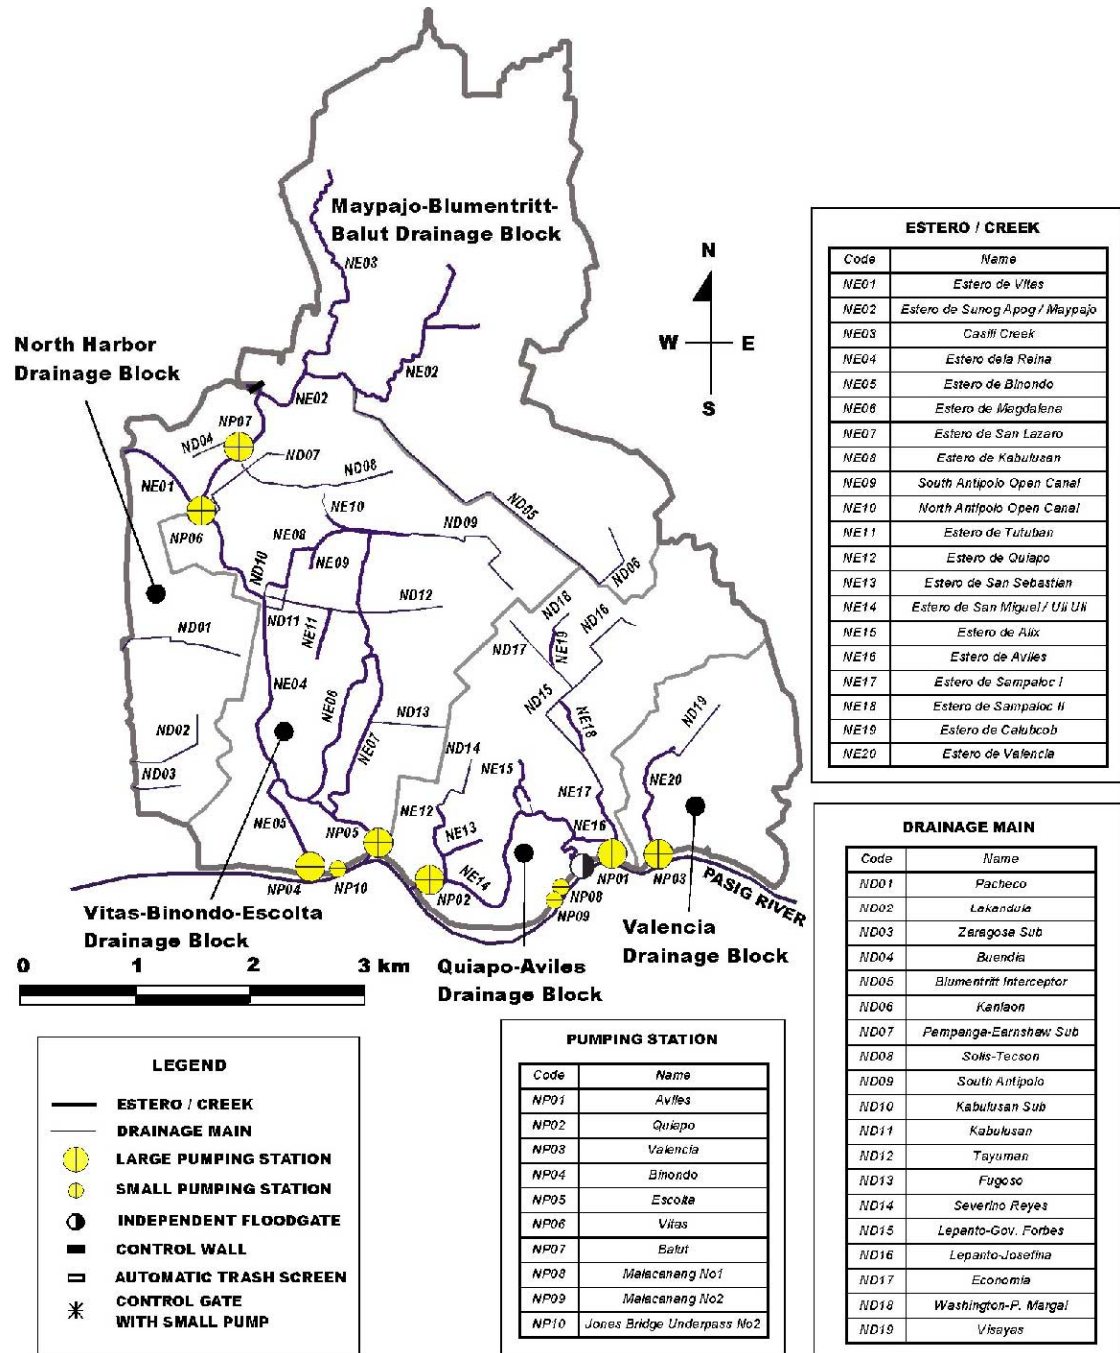 Maypajo-Blumentritt-
Balut Drainage Block
NE03
North Harbor
Drainage Block
N
W
E
S
NE02
NE02
NP07
ND04
ND07
ND08
NE01
NP06
NE10
ND05
ND09
NE08
NE09
ND10
ND06
ND12
ND11
NE11
ND18
ND16
NE19
ND17
ND01
NE04
NE06
ND15
ND19
ND02
ND13
NE07
NE18
ND03
ND14
NE15
NE20
NE05
NP05
NE12
NE17
NE13
NE16
NP04
NP10
NP02
NE14
NP08
NP09
NP01
NP03
PASIG RIVER
Vitas-Binondo-Escolta
Drainage Block
Quiapo-Aviles
Drainage Block
Valencia
Drainage Block
0 1 2 3 km
ESTERO / CREEK
Code Name
NE01 Estero de Vitas
NE02 Estero de Sunog Apog / Maypajo
NE03 Casili Creek
NE04 Estero dela Reina
NE05 Estero de Binondo
NE06 Estero de Magdalena
NE07 Estero de San Lazaro
NE08 Estero de Kabulusan
NE09 South Antipolo Open Canal
NE10 North Antipolo Open Canal
NE11 Estero de Tutuban
NE12 Estero de Quiapo
NE13 Estero de San Sebastian
NE14 Estero de San Miguel / Uli Uli
NE15 Estero de Alix
NE16 Estero de Aviles
NE17 Estero de Sampaloc I
NE18 Estero de Sampaloc II
NE19 Estero de Calubcob
NE20 Estero de Valencia
DRAINAGE MAIN
Code Name
ND01 Pacheco
ND02 Lakandula
ND03 Zaragosa Sub
ND04 Buendia
ND05 Blumentritt Interceptor
ND06 Kanlaon
ND07 Pampanga-Earnshaw Sub
ND08 Solis-Tecson
ND09 South Antipolo
ND10 Kabulusan Sub
ND11 Kabulusan
ND12 Tayuman
ND13 Fugoso
ND14 Severino Reyes
ND15 Lepanto-Gov. Forbes
ND16 Lepanto-Josefina
ND17 Economia
ND18 Washington-P. Margal
ND19 Visayas
LEGEND
ESTERO / CREEK
DRAINAGE MAIN
LARGE PUMPING STATION
SMALL PUMPING STATION
INDEPENDENT FLOODGATE
CONTROL WALL
AUTOMATIC TRASH SCREEN
CONTROL GATE
WITH SMALL PUMP
PUMPING STATION
Code Name
NP01 Aviles
NP02 Quiapo
NP03 Valencia
NP04 Binondo
NP05 Escolta
NP06 Vitas
NP07 Balut
NP08 Malacanang No1
NP09 Malacanang No2
NP10 Jones Bridge Underpass No2